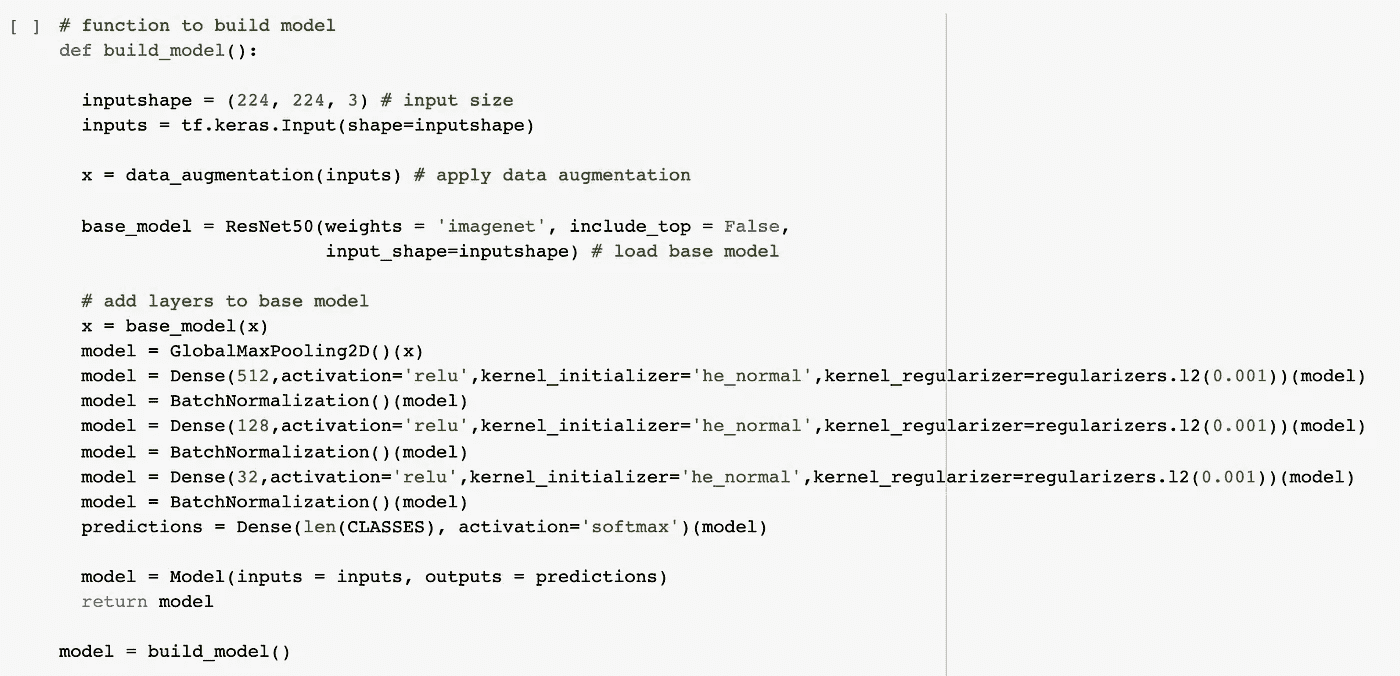 [ ] # function to build model
def build_model():
inputshape = (224, 224, 3) # input size
inputs = tf.keras.Input(shape=inputshape)
x = data_augmentation(inputs) # apply data augmentation
base_model = ResNet50(weights = 'imagenet', include_top = False,
input_shape=inputshape) # load base model
# add layers to base model
x = base_model(x)
model = GlobalMaxPooling2D()(x)
model = Dense(512,activation='relu',kernel_initializer='he_normal',kernel_regularizer=regularizers.l2(0.001))(model)
model = BatchNormalization()(model)
model = Dense(128,activation='relu',kernel_initializer='he_normal',kernel_regularizer=regularizers.l2(0.001))(model)
model = BatchNormalization()(model)
model = Dense(32,activation='relu',kernel_initializer='he_normal',kernel_regularizer=regularizers.l2(0.001))(model)
model = BatchNormalization()(model)
predictions = Dense(len(CLASSES), activation='softmax')(model)
model = Model(inputs = inputs, outputs = predictions)
return model
model = build_model()